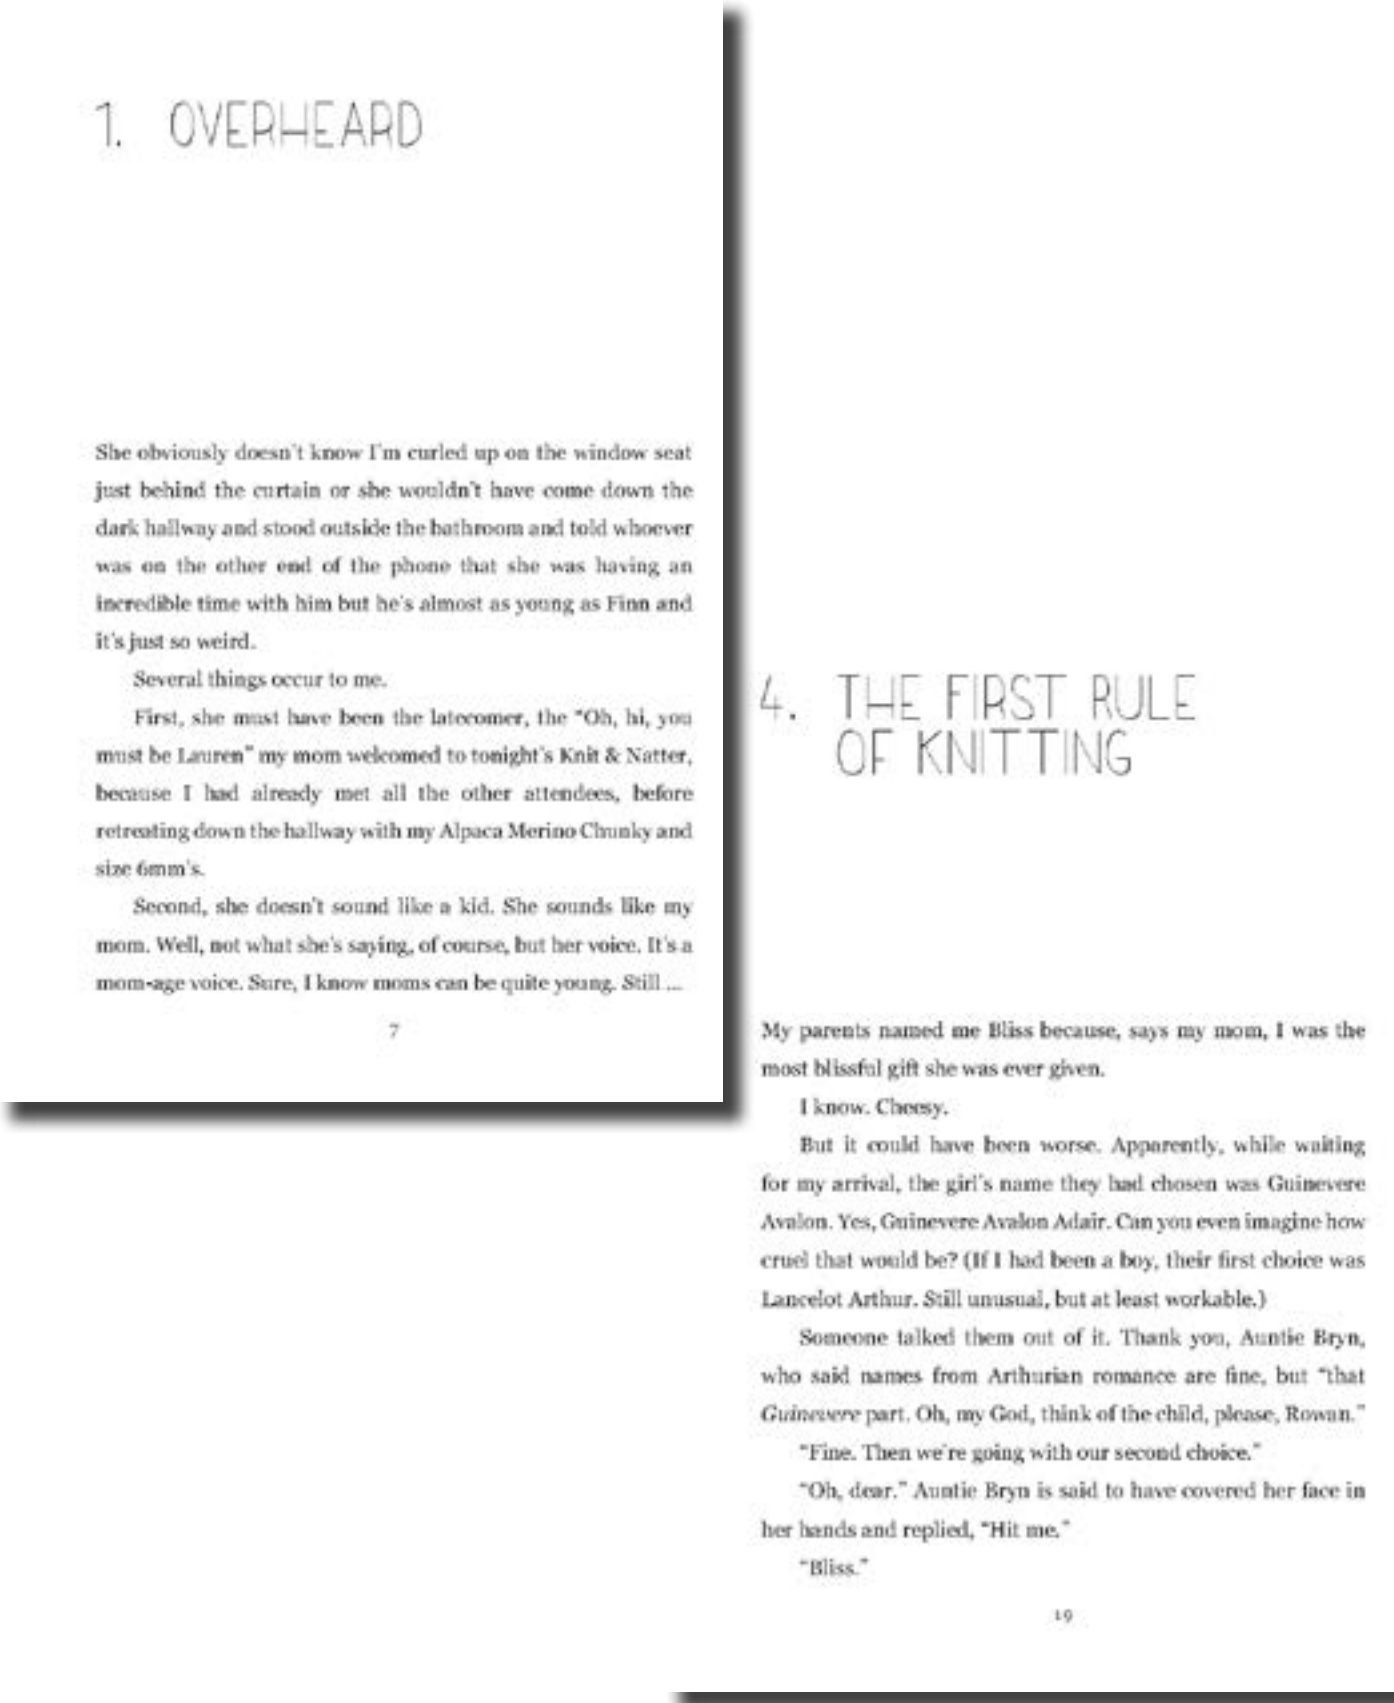 1. OVERHEARD
She obviously doesn't know I'm curled up on the window seat
just behind the curtain or she wouldn't have come down the
dark hallway and stood outside the bathroom and told whoever
was on the other end of the phone that she was having an
incredible time with him but he's almost as young as Finn and
it's just so weird.
Several things occur to me.
First, she must have been the latecomer, the "Oh, hi, you
must be Lauren" my mom welcomed to tonight's Knit & Natter,
because I had already met all the other attendees, before
retreating down the hallway with my Alpaca Merino Chunky and
size 6mm's.
Second, she doesn't sound like a kid. She sounds like my
mom. Well, not what she's saying, of course, but her voice. It's a
mom-age voice. Sure, I know moms can be quite young. Still ...
7
4. THE FIRST RULE
OF KNITTING
My parents named me Bliss because, says my mom, I was the
most blissful gift she was ever given.
I know. Cheesy.
But it could have been worse. Apparently, while waiting
for my arrival, the girl's name they had chosen was Guinevere
Avalon. Yes, Guinevere Avalon Adair. Can you even imagine how
cruel that would be? (If I had been a boy, their first choice was
Lancelot Arthur. Still unusual, but at least workable.)
Someone talked them out of it. Thank you, Auntie Bryn,
who said names from Arthurian romance are fine, but "that
Guinevere part. Oh, my God, think of the child, please, Rowan."
"Fine. Then we're going with our second choice."
"Oh, dear." Auntie Bryn is said to have covered her face in
her hands and replied, "Hit me."
"Bliss."
19